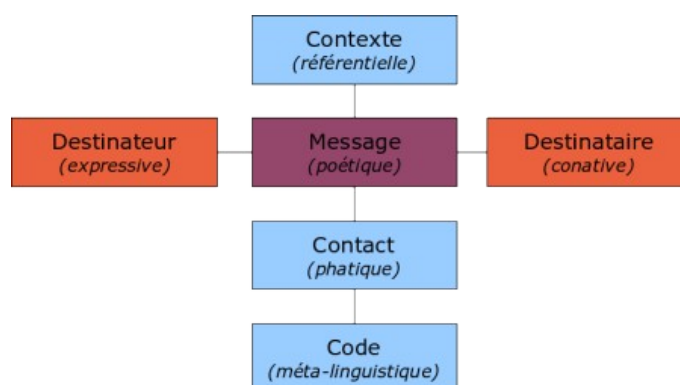 Contexte
(référentielle)
Destinateur
(expressive)
Message
(poétique)
Destinataire
(conative)
Contact
(phatique)
Code
(méta-linguistique)